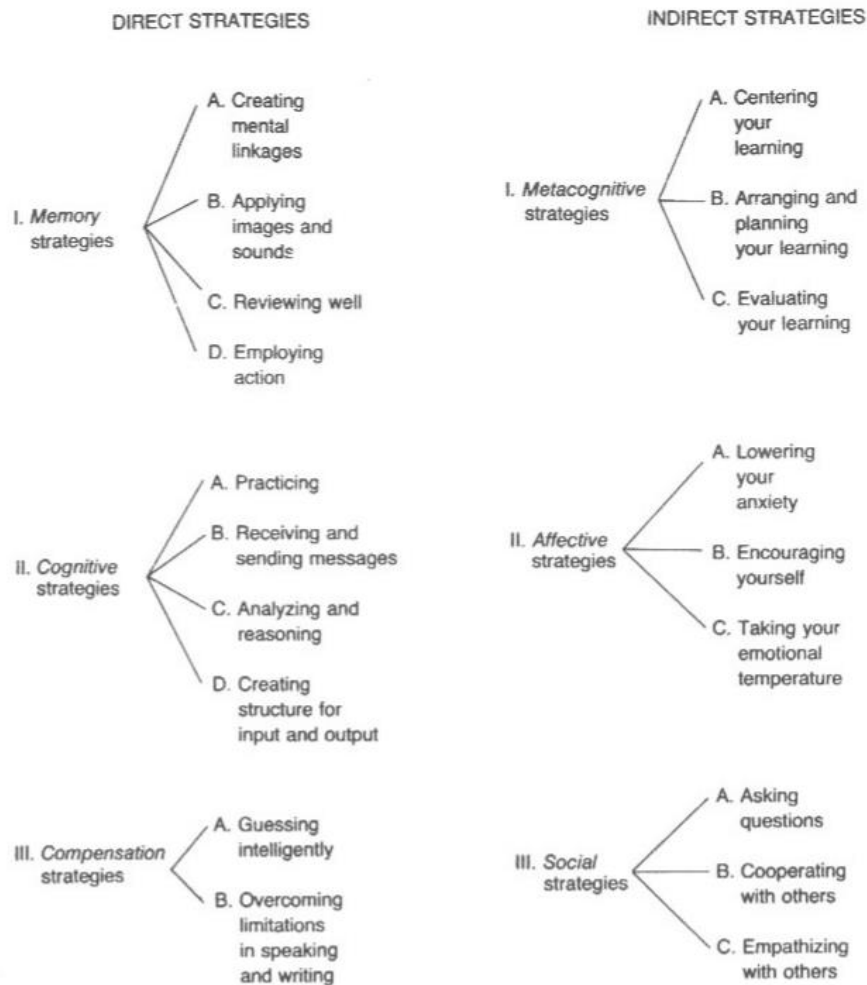 DIRECT STRATEGIES
I. Memory
strategies
A. Creating
mental
linkages
B. Applying
images and
sounds
C. Reviewing well
D. Employing
action
II. Cognitive
strategies
A. Practicing
B. Receiving and
sending messages
C. Analyzing and
reasoning
D. Creating
structure for
input and output
III. Compensation
strategies
A. Guessing
intelligently
B. Overcoming
limitations
in speaking
and writing
INDIRECT STRATEGIES
I. Metacognitive
strategies
A. Centering
your
learning
B. Arranging and
planning
your learning
C. Evaluating
your learning
II. Affective
strategies
A. Lowering
your
anxiety
B. Encouraging
yourself
C. Taking your
emotional
temperature
III. Social
strategies
A. Asking
questions
B. Cooperating
with others
C. Empathizing
with others